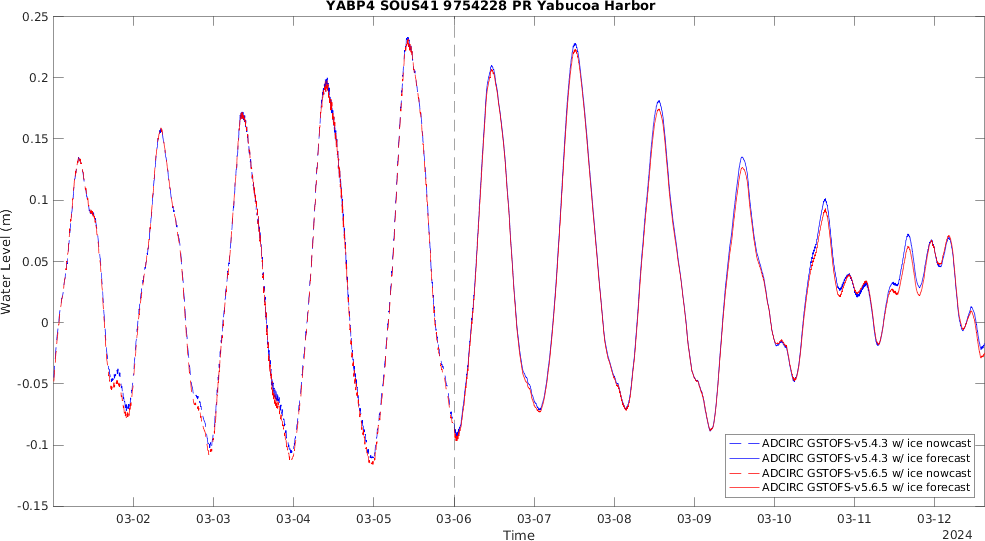 YABP4 SOUS41 9754228 PR Yabucoa Harbor
0.25
0.2
0.15
0.1
0.05
0
-0.05
-0.1
-0.15
Water Level (m)
03-02 03-03 03-04 03-05 03-06 03-07 03-08 03-09 03-10 03-11 03-12
Time
2024
ADCIRC GSTOFS-v5.4.3 w/ ice nowcast
ADCIRC GSTOFS-v5.4.3 w/ ice forecast
ADCIRC GSTOFS-v5.6.5 w/ ice nowcast
ADCIRC GSTOFS-v5.6.5 w/ ice forecast